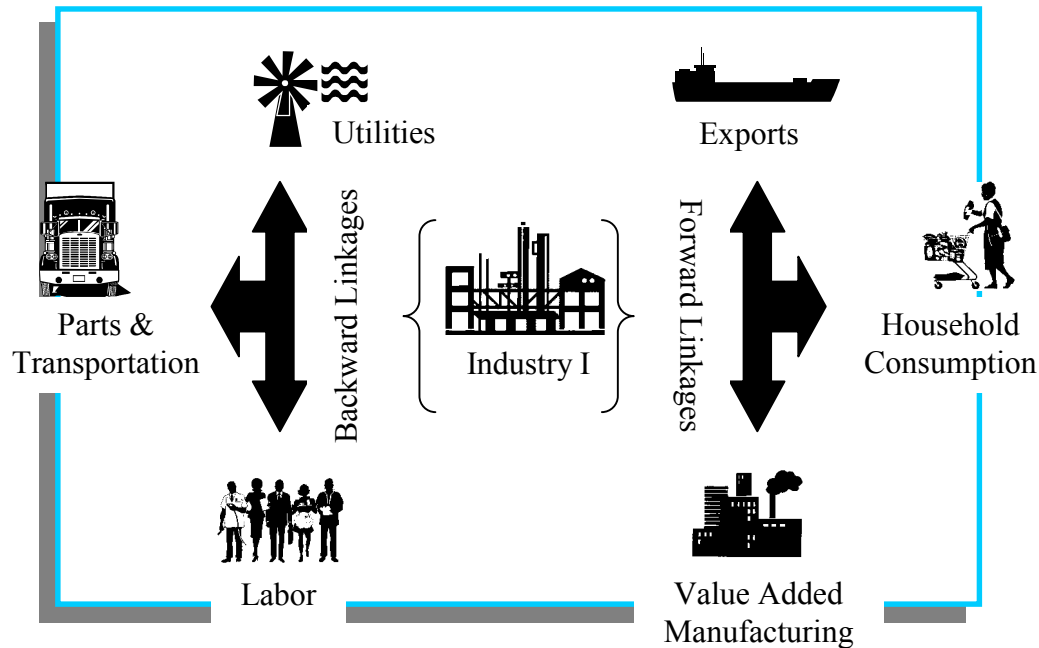 Utilities
Exports
Parts &
Transportation
Backward Linkages
Industry I
Forward Linkages
Household
Consumption
Labor
Value Added
Manufacturing